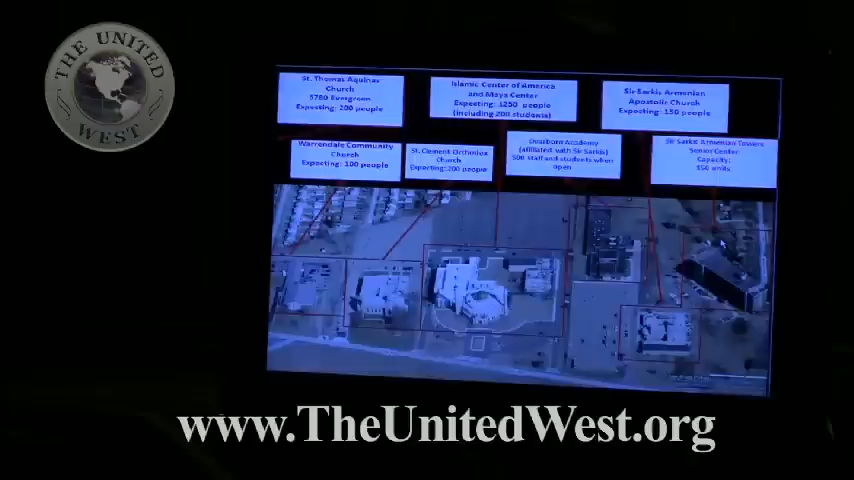 THE UNITED
WEST
St. Thomas Aquinas
Church
5780 Evergreen
Expecting: 200 people
Islamic Center of America
and Maya Center
Expecting: 1250 people
(including 200 students)
Sir Sarkis Armenian
Apostolic Church
Expecting: 150 people
Warrendale Community
Church
Expecting: 100 people
St. Clement Orthodox
Church
Expecting: 200 people
Dearborn Academy
(affiliated with Sir Sarkis)
500 staff and students when
open
Sir Sarkis Armenian Towers
Senior Center
Capacity:
150 units
www.TheUnitedWest.org